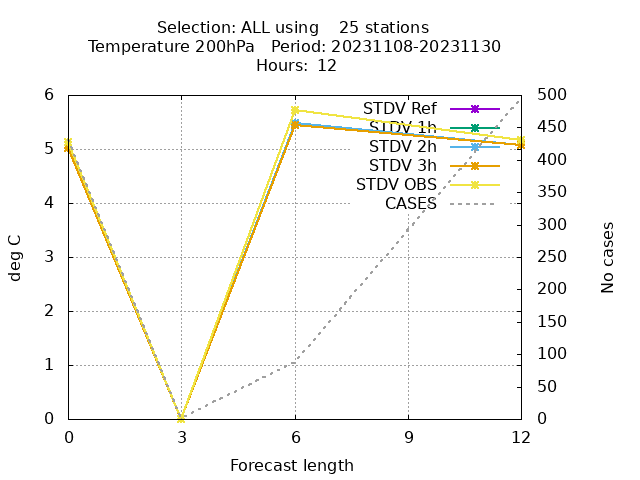 Selection: ALL using    25 stations
Temperature 200hPa   Period: 20231108-20231130
Hours: 12
STDV Ref
STDV 1h
STDV 2h
STDV 3h
STDV OBS
CASES
deg C
6
5
4
3
2
1
0
500
450
400
350
300
250
200
150
100
50
0
No cases
0 3 6 9 12
Forecast length